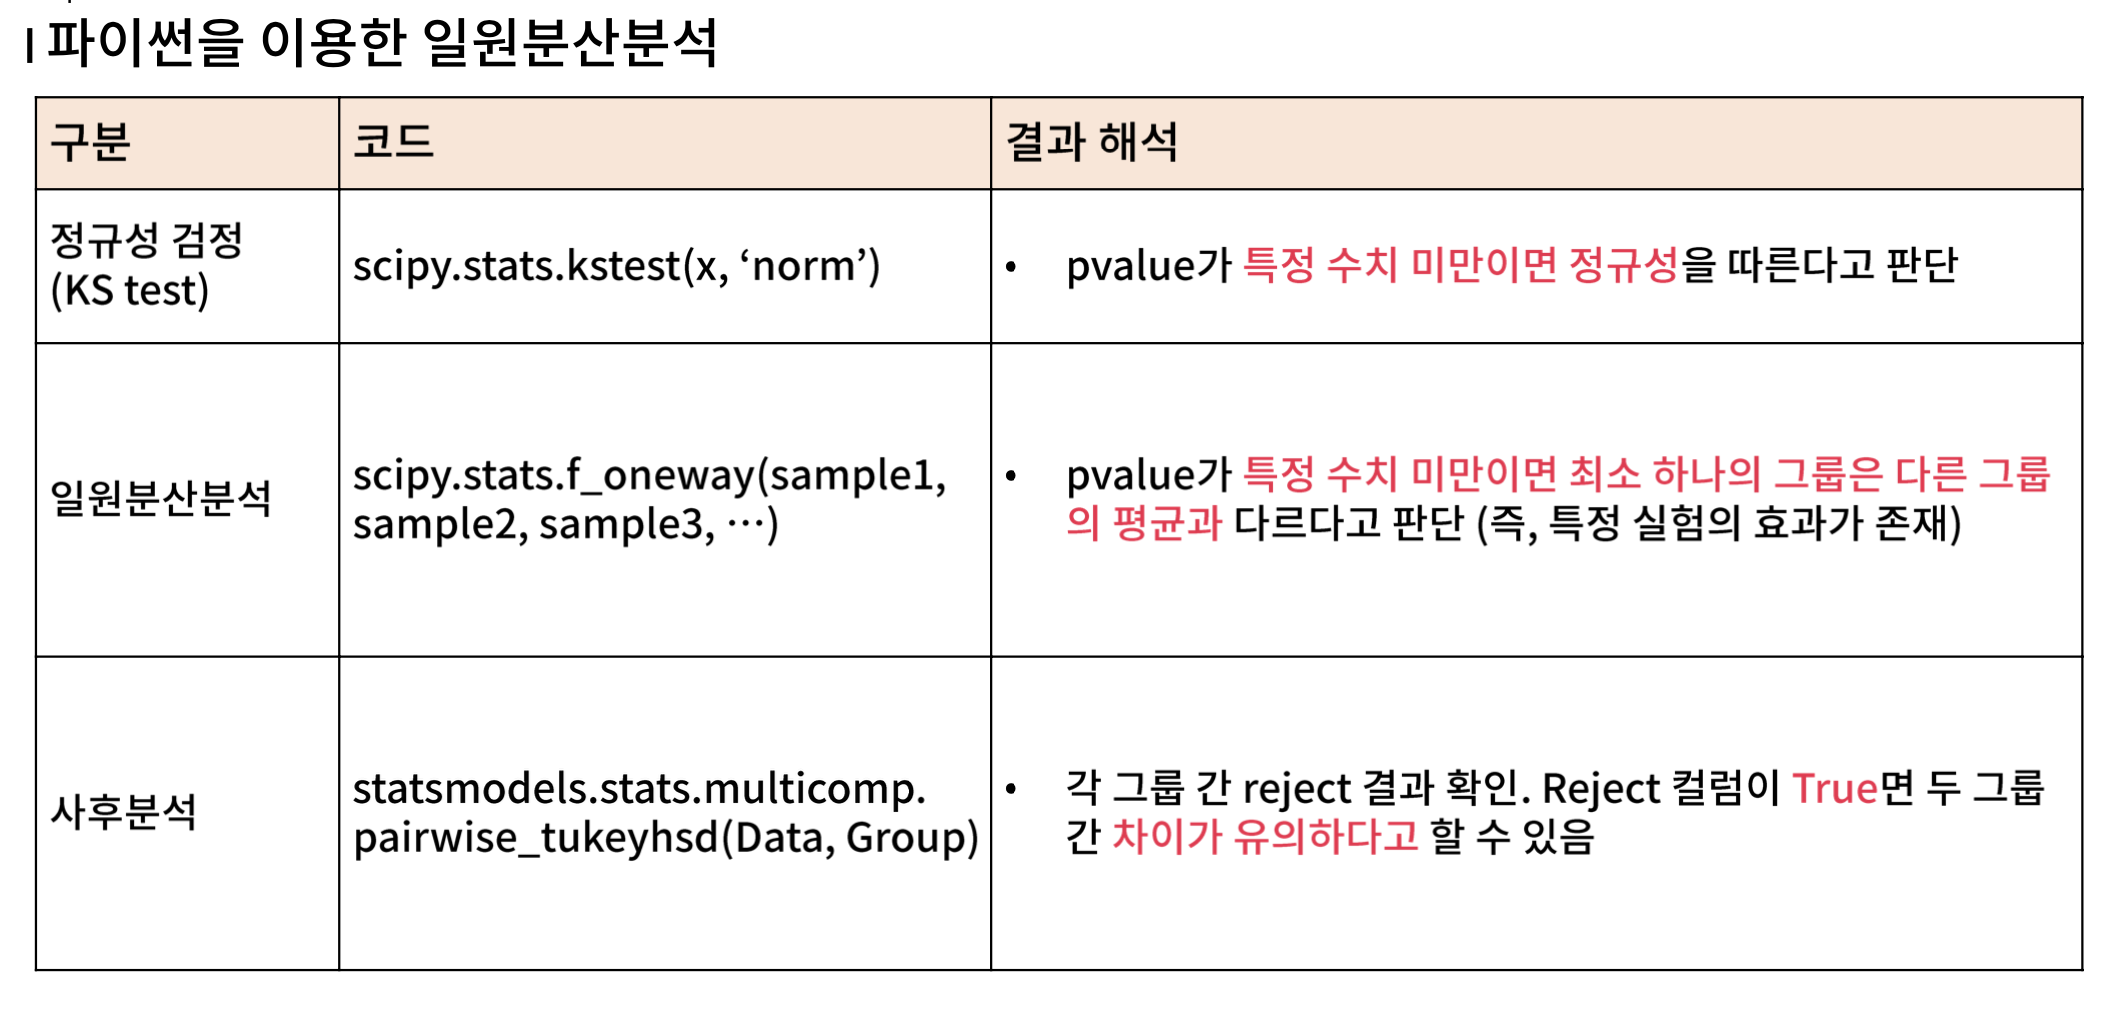 파이썬을 이용한 일원분산분석
구분
코드
결과 해석
정규성 검정
(KS test)
scipy.stats.kstest(x, ‘norm’)
• pvalue가 특정 수치 미만이면 정규성을 따른다고 판단
일원분산분석
scipy.stats.f_oneway(sample1,
sample2, sample3, ⋯)
• pvalue가 특정 수치 미만이면 최소 하나의 그룹은 다른 그룹
의 평균과 다르다고 판단 (즉, 특정 실험의 효과가 존재)
사후분석
statsmodels.stats.multicomp.
pairwise_tukeyhsd(Data, Group)
• 각 그룹 간 reject 결과 확인. Reject 컬럼이 True면 두 그룹
간 차이가 유의하다고 할 수 있음